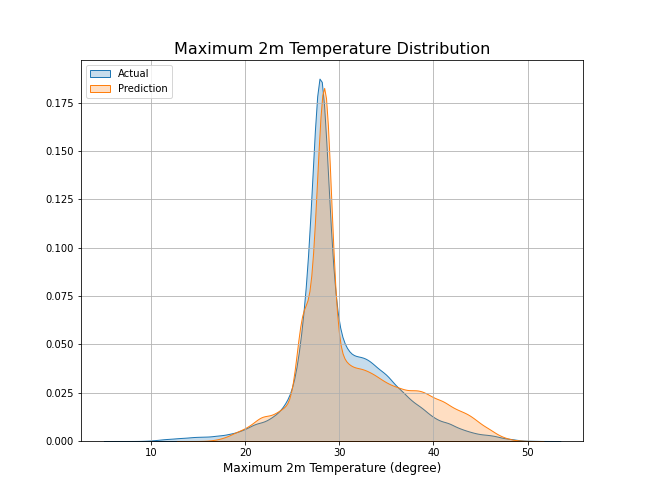 Maximum 2m Temperature Distribution
Actual
Prediction
0.175
0.150
0.125
0.100
0.075
0.050
0.025
0.000
10 20 30 40 50
Maximum 2m Temperature (degree)